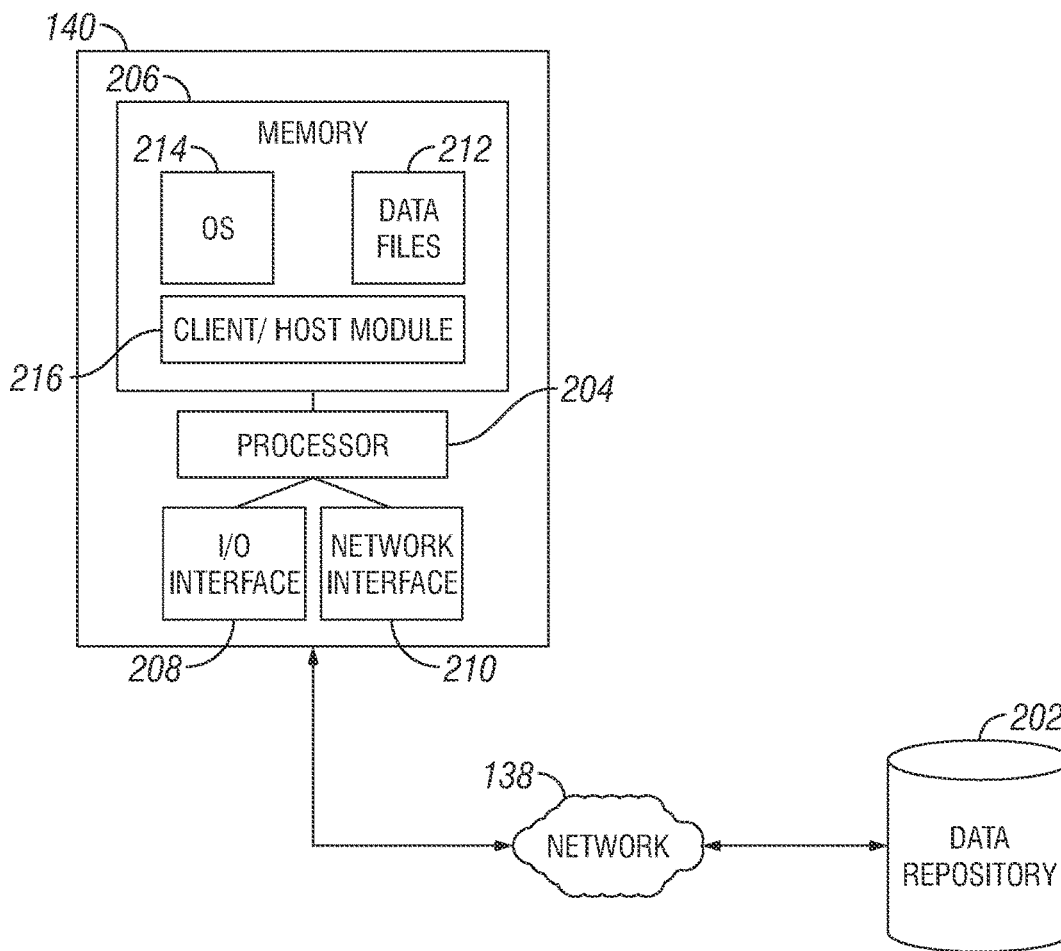 140
206
MEMORY
214
212
OS
DATA
FILES
CLIENT/ HOST MODULE
216
204
PROCESSOR
I/O
INTERFACE
NETWORK
INTERFACE
208
210
202
138
NETWORK
DATA
REPOSITORY